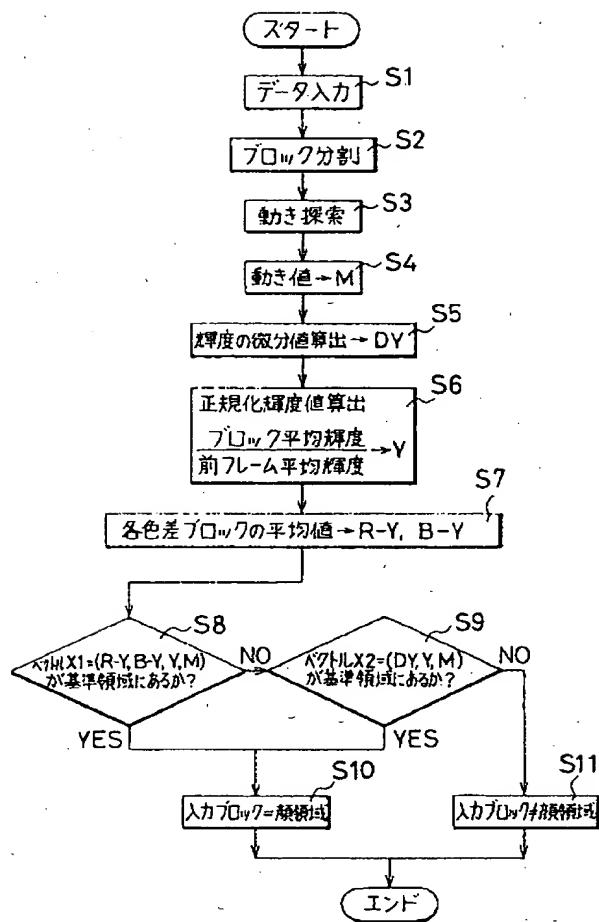 スタート
S1
データ入力
S2
ブロック分割
S3
動き探索
S4
動き値→M
S5
輝度の微分値算出→DY
S6
正規化輝度値算出
ブロック平均輝度
前フレーム平均輝度
→Y
S7
各色差ブロックの平均値→R-Y, B-Y
S8
ベクトルX1=(R-Y, B-Y, Y, M)
が基準領域にあるか?
NO
YES
S9
ベクトルX2=(DY, Y, M)
が基準領域にあるか?
NO
YES
S10
入力ブロック=顔領域
S11
入力ブロック≠顔領域
エンド